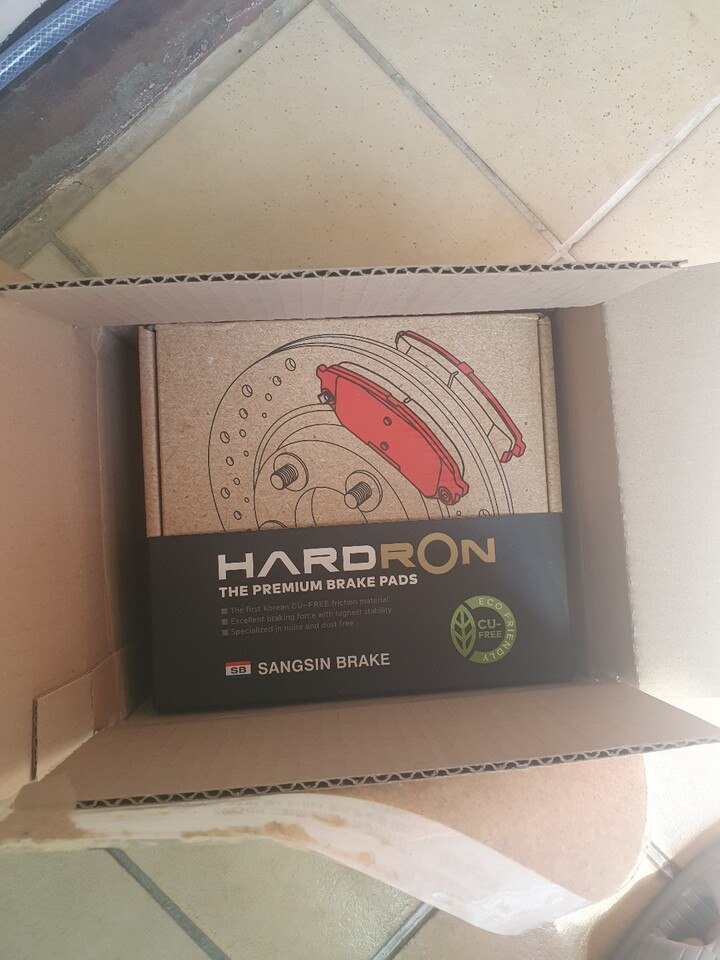 HARDRON
THE PREMIUM BRAKE PADS
The first Korean CU-FREE friction material
Excellent braking force with highest stability
Specialized in noise and dust free
ECO FRIENDLY
CU-
FREE
SB SANGSIN BRAKE